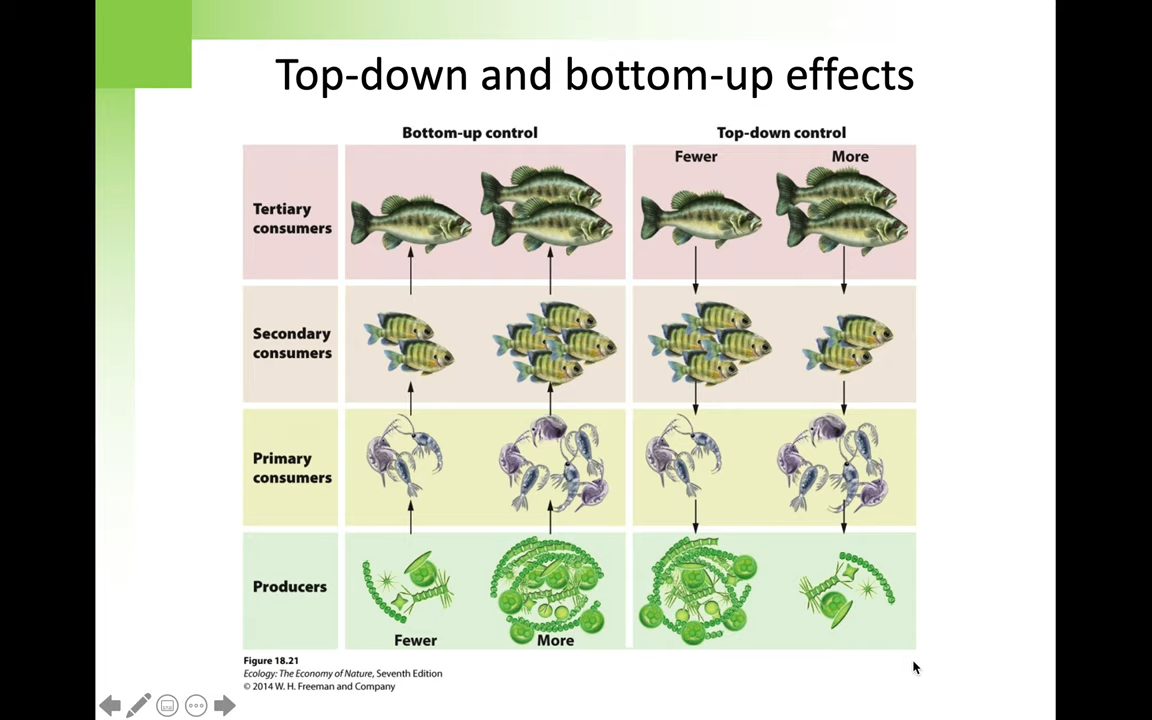 Top-down and bottom-up effects
Bottom-up control
Top-down control
Fewer
More
Tertiary
consumers
Secondary
consumers
Primary
consumers
Producers
Fewer
More
Figure 18.21
Ecology: The Economy of Nature, Seventh Edition
© 2014 W. H. Freeman and Company